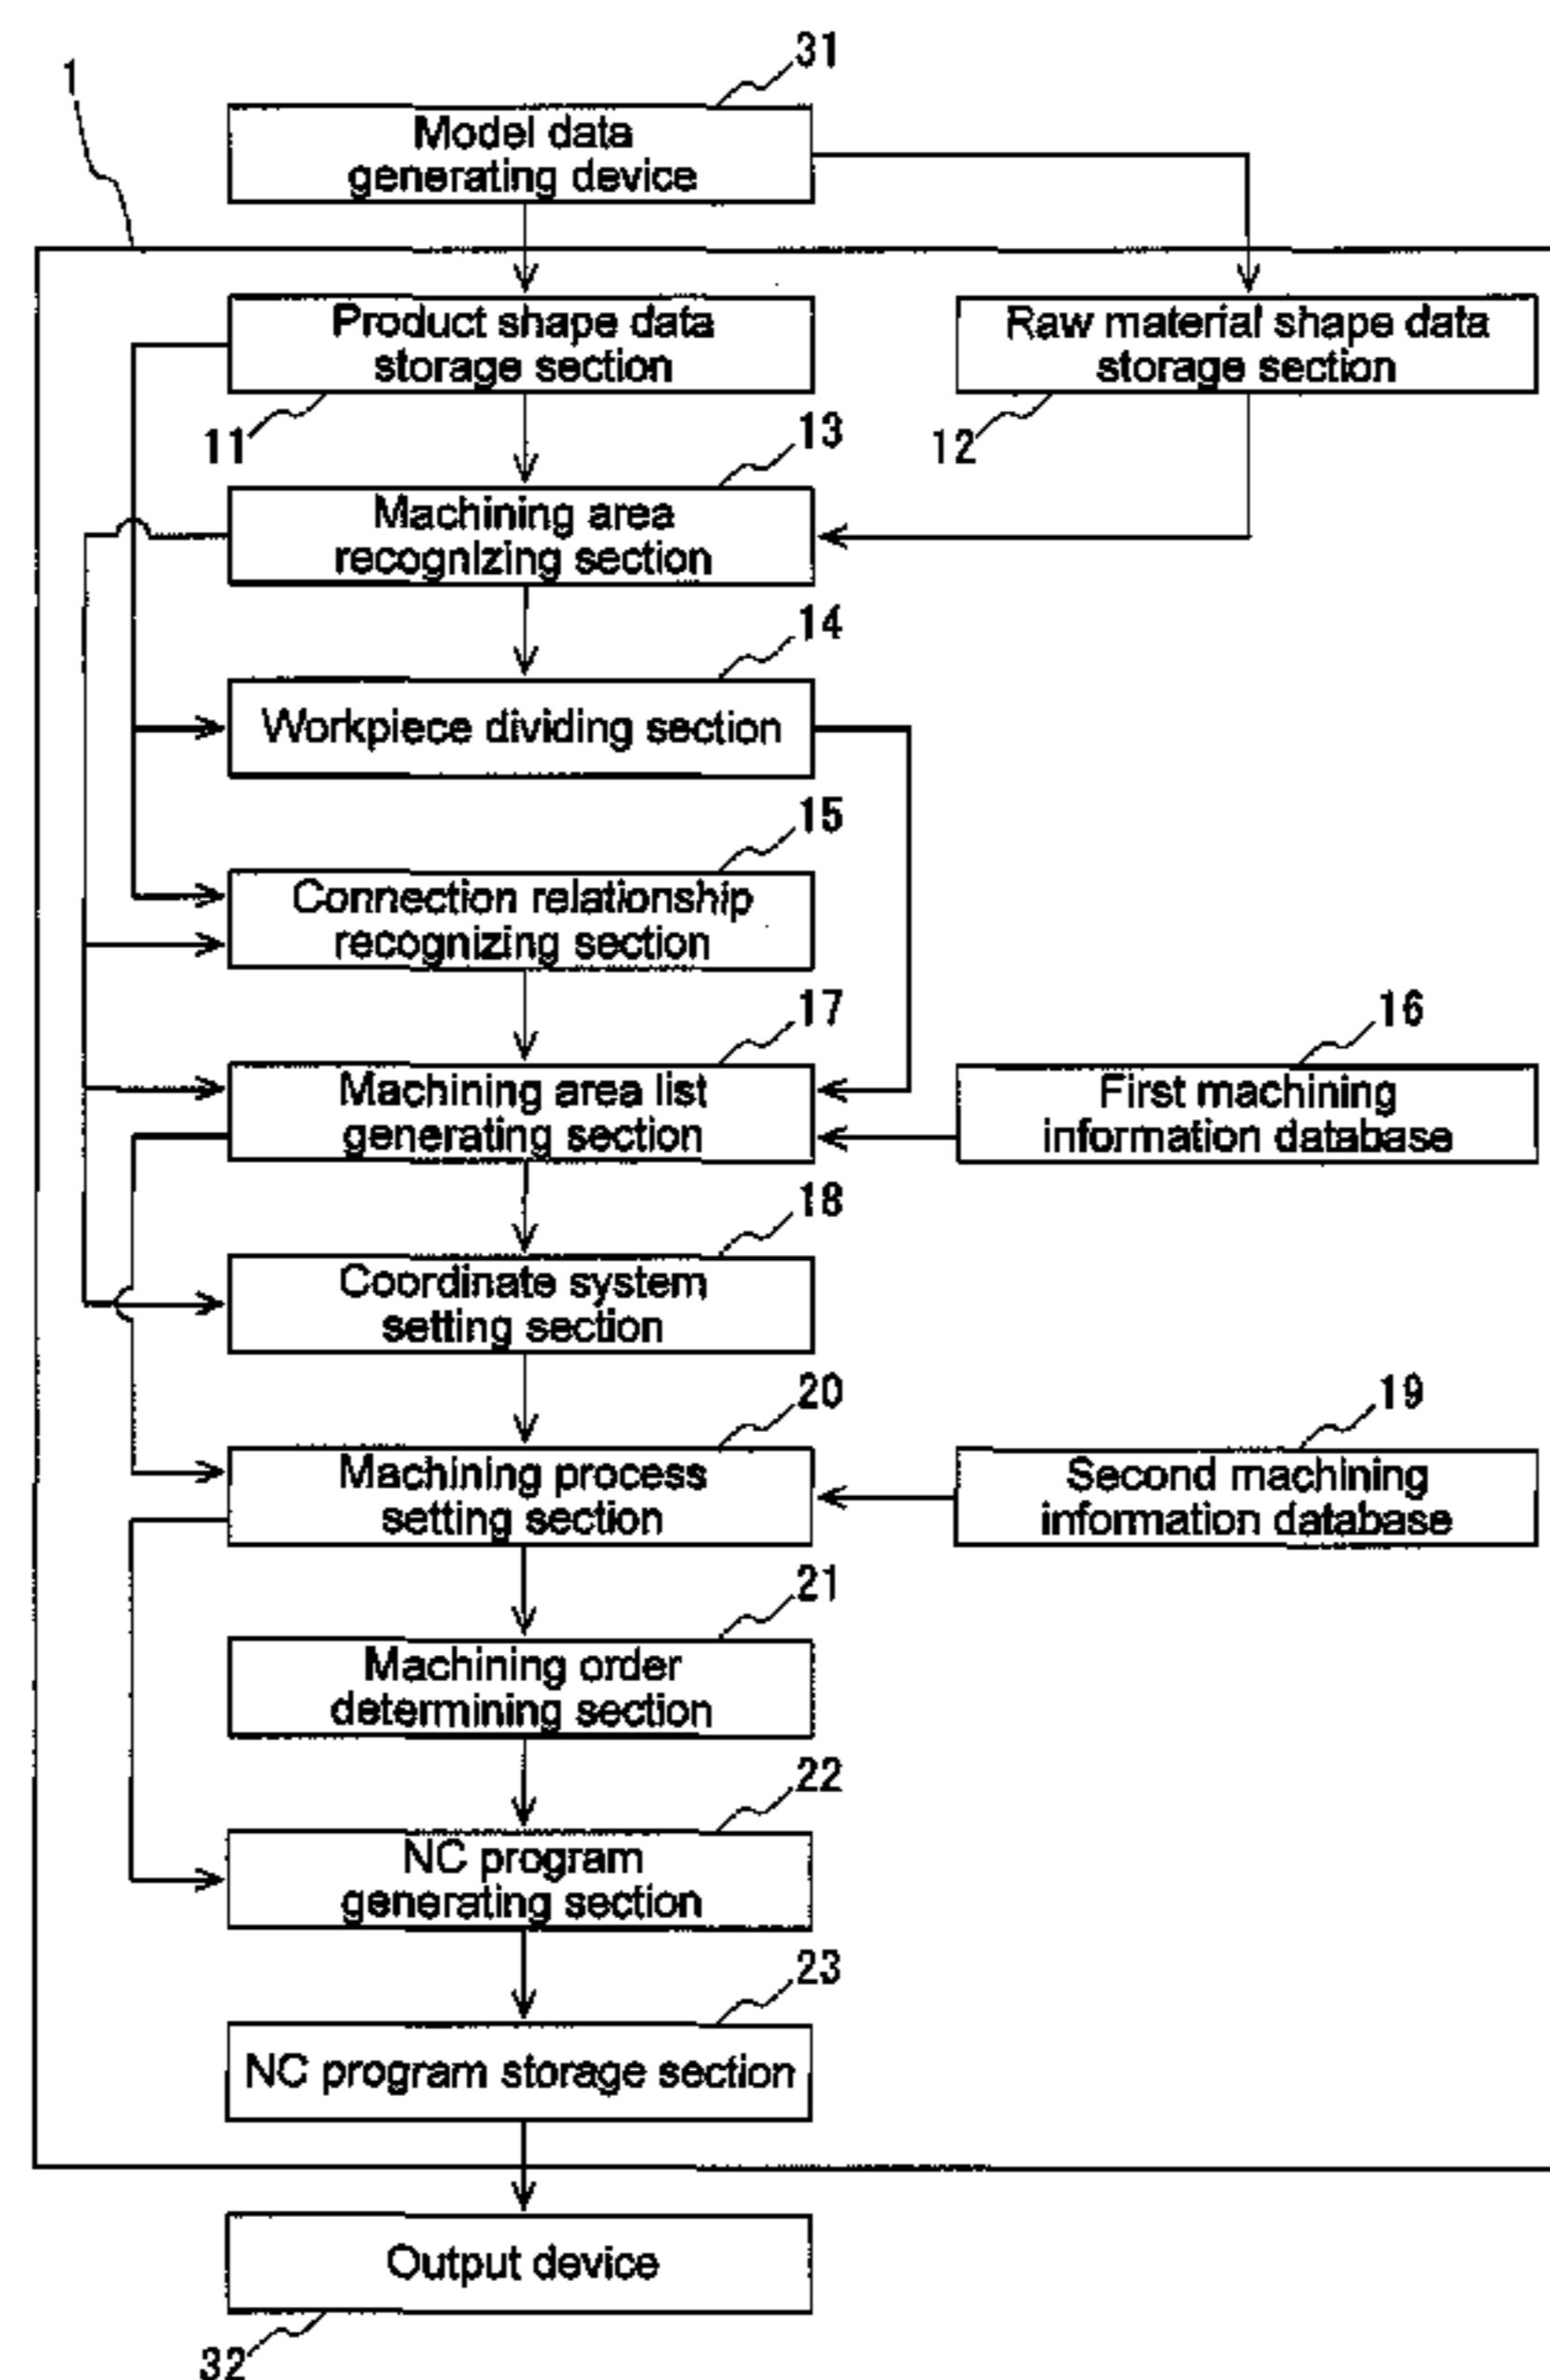 31
1
Model data
generating device
Product shape data
storage section
Raw material shape data
storage section
11
12
13
Machining area
recognizing section
14
Workpiece dividing section
15
Connection relationship
recognizing section
17
16
Machining area list
generating section
First machining
information database
18
Coordinate system
setting section
20
19
Machining process
setting section
Second machining
information database
21
Machining order
determining section
22
NC program
generating section
23
NC program storage section
Output device
32